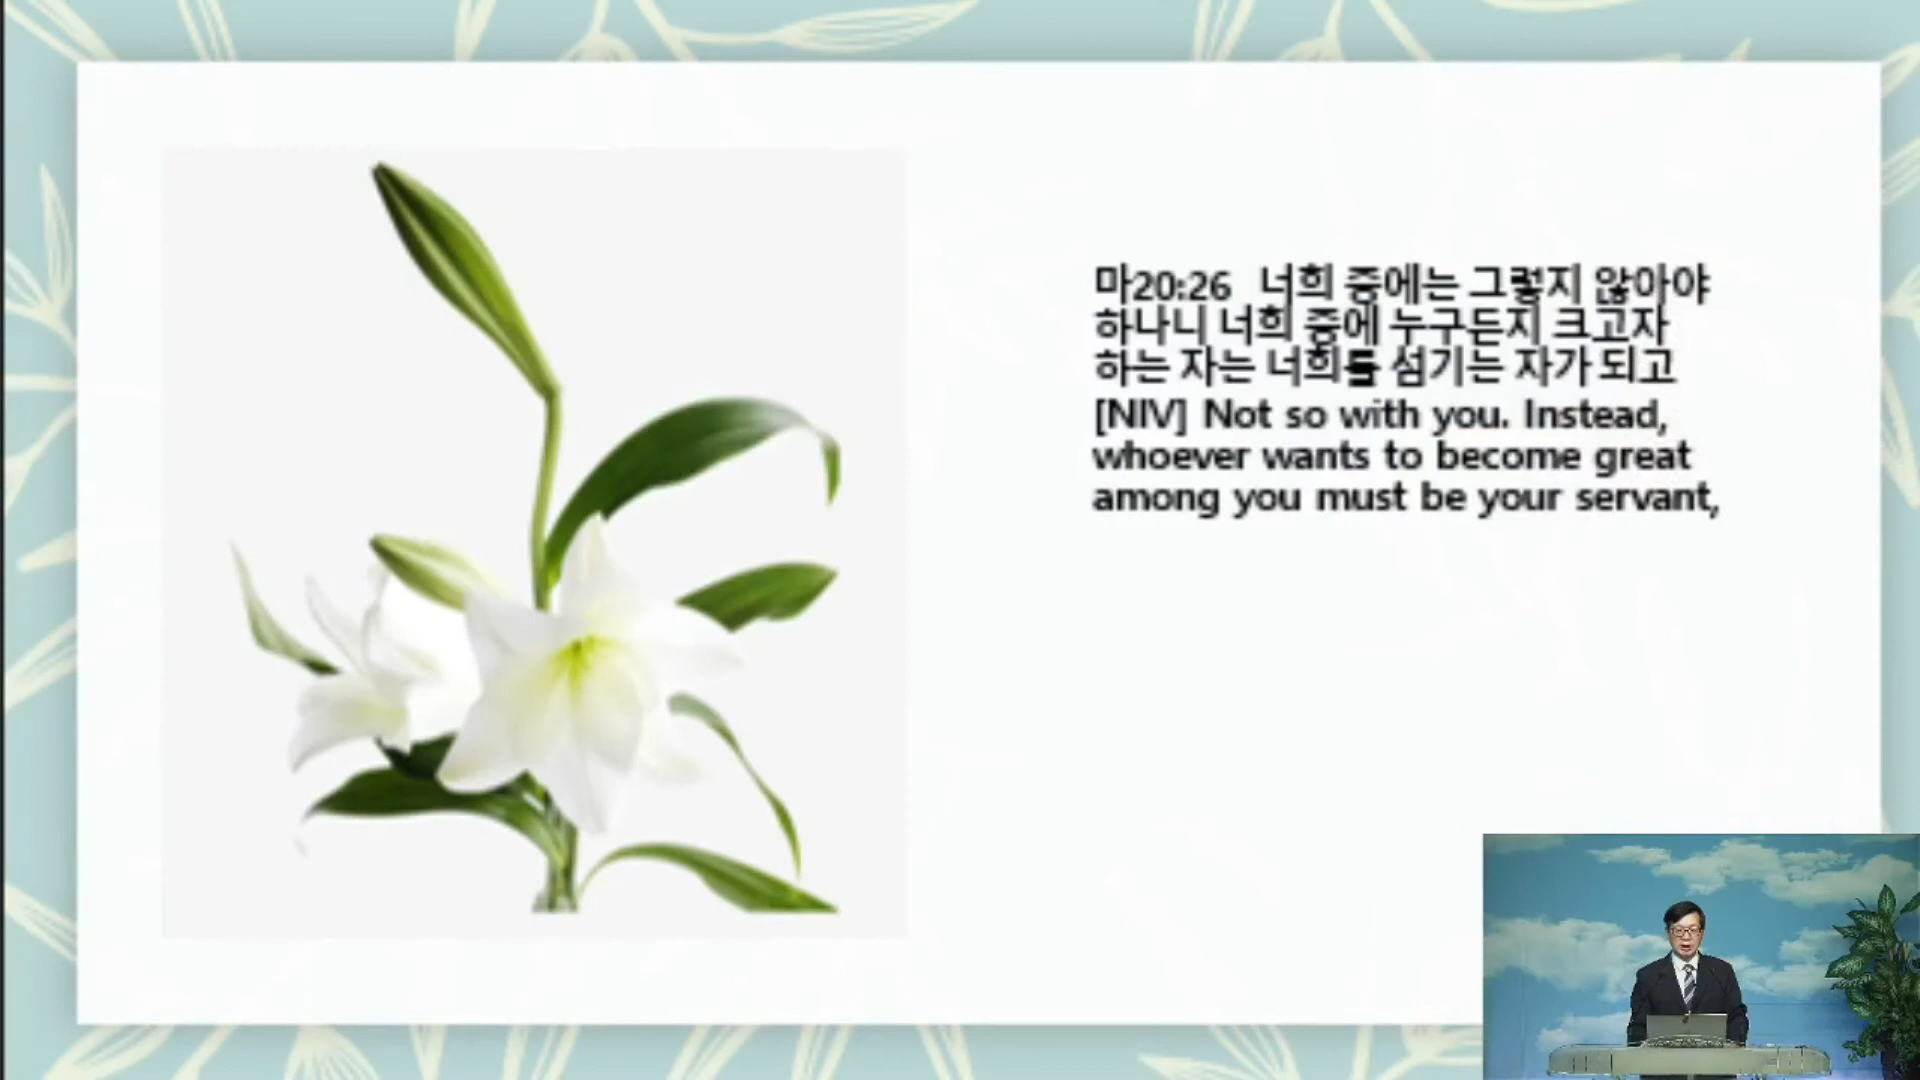 마20:26 너희 중에는 그렇지 않아야
하나니 너희 중에 누구든지 크고자
하는 자는 너희를 섬기는 자가 되고
[NIV] Not so with you. Instead,
whoever wants to become great
among you must be your servant,